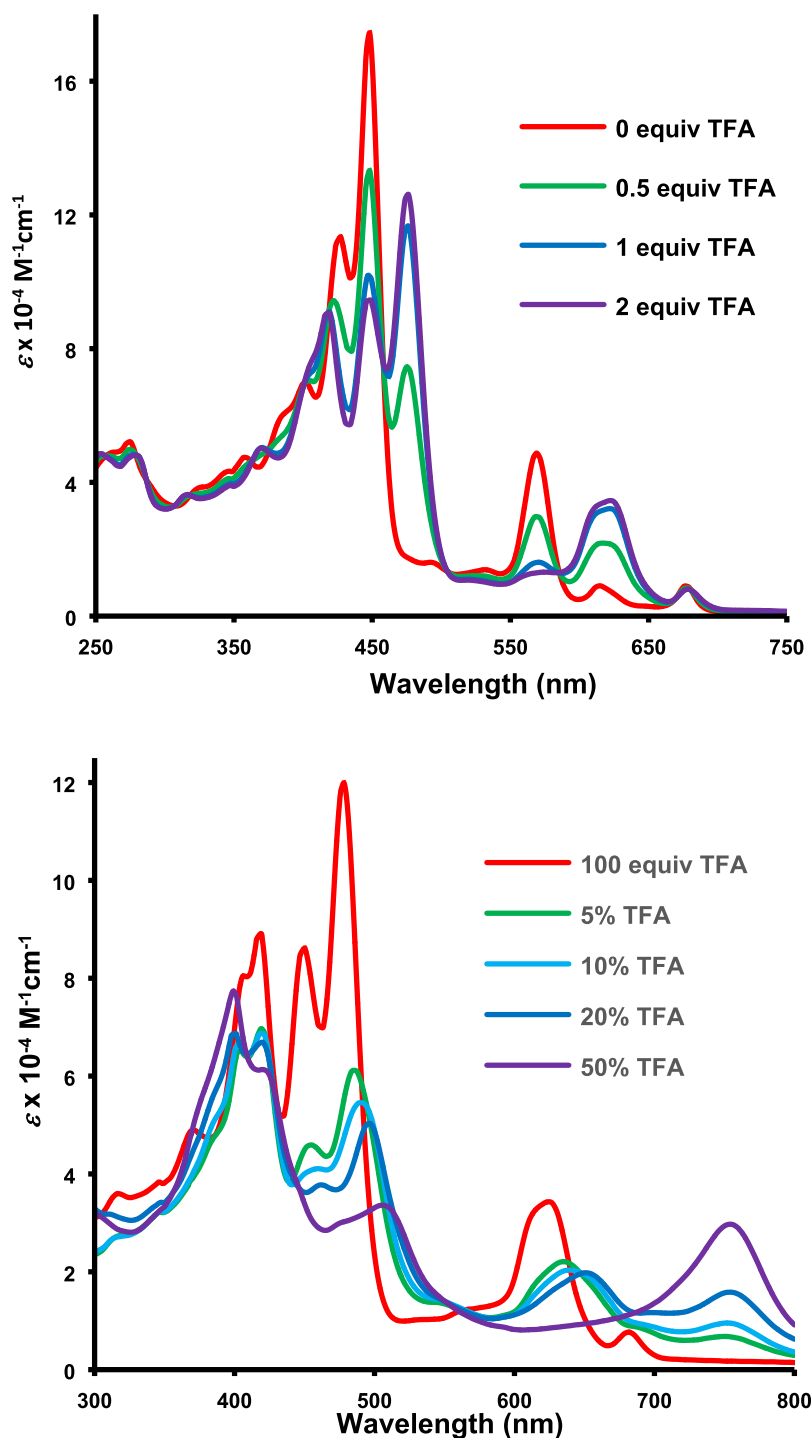 16
12
8
4
0
ε x 10⁻⁴ M⁻¹cm⁻¹
0 equiv TFA
0.5 equiv TFA
1 equiv TFA
2 equiv TFA
250 350 450 550 650 750
Wavelength (nm)
12
10
8
6
4
2
0
ε x 10⁻⁴ M⁻¹cm⁻¹
100 equiv TFA
5% TFA
10% TFA
20% TFA
50% TFA
300 400 500 600 700 800
Wavelength (nm)